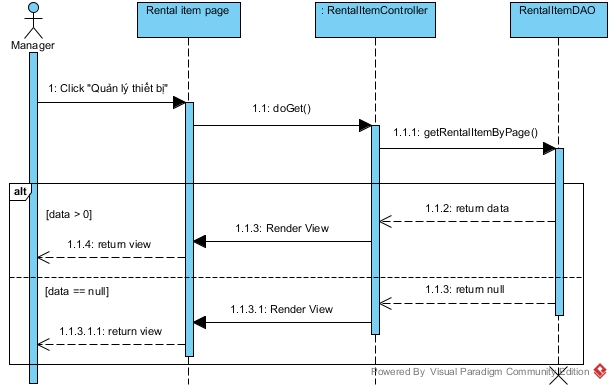 Rental item page
: RentalItemController
RentalItemDAO
Manager
1: Click "Quản lý thiết bị"
1.1: doGet()
1.1.1: getRentalItemByPage()
alt
[data > 0]
1.1.2: return data
1.1.3: Render View
1.1.4: return view
[data == null]
1.1.3: return null
1.1.3.1: Render View
1.1.3.1.1: return view
Powered By Visual Paradigm Community Edition